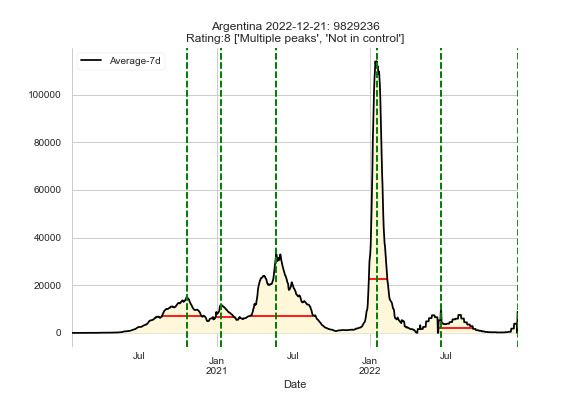 Argentina 2022-12-21: 9829236
Rating:8 ['Multiple peaks', 'Not in control']
Average-7d
100000
80000
60000
40000
20000
0
Jul
Jan
2021
Jul
Jan
2022
Jul
Date